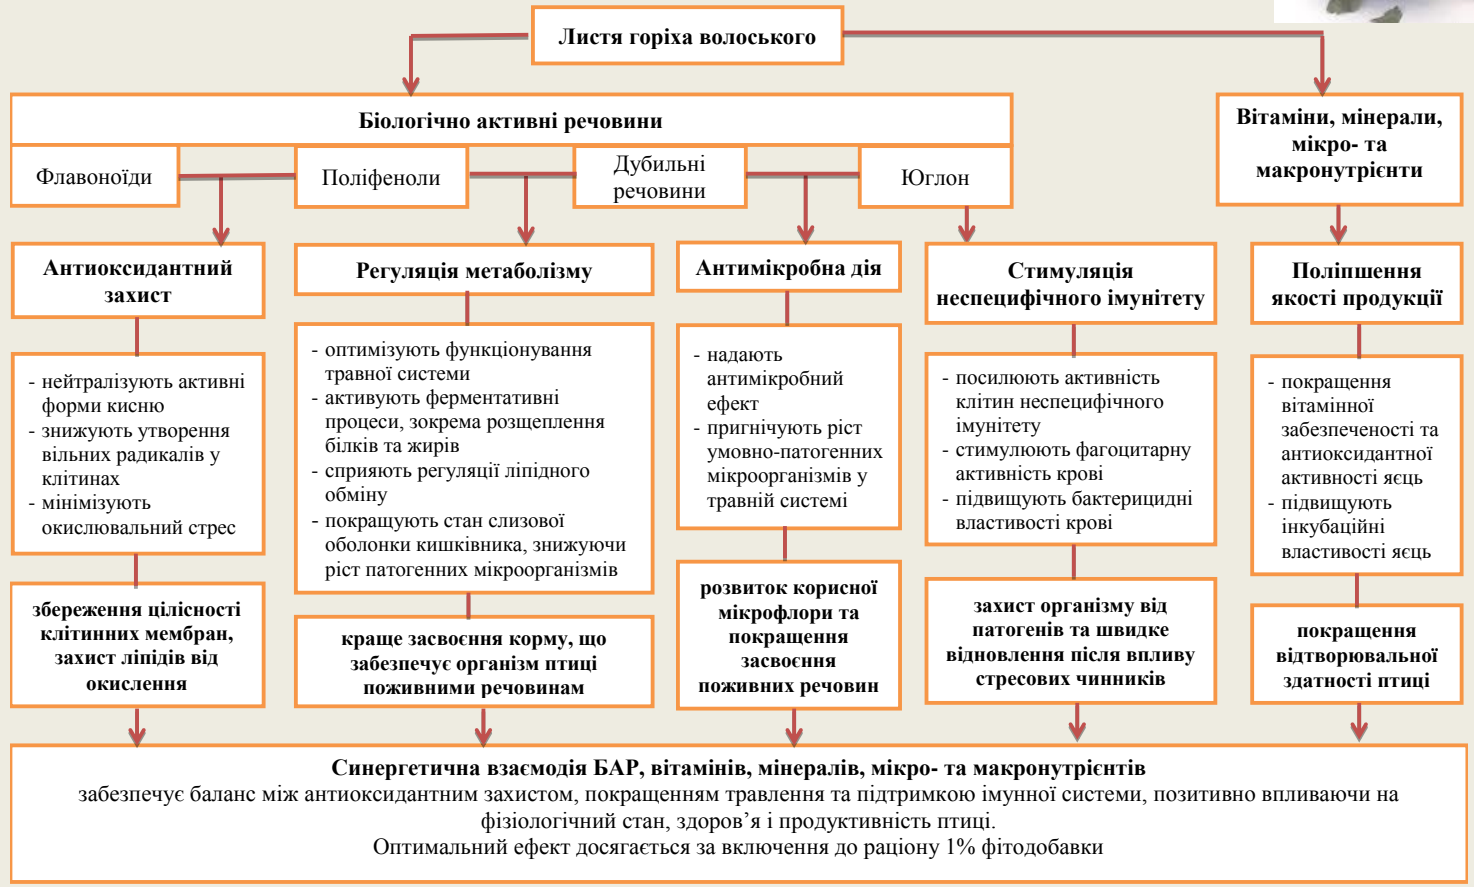 Листя горіха волоського
Біологічно активні речовини
Вітаміни, мінерали,
мікро- та
макронутрієнти
Флавоноїди
Поліфеноли
Дубильні
речовини
Юглон
Антиоксидантний
захист
Регуляція метаболізму
Антимікробна дія
Стимуляція
неспецифічного імунітету
Поліпшення
якості продукції
- нейтралізують активні
форми кисню
- знижують утворення
вільних радикалів у
клітинах
- мінімізують
окислювальний стрес
- оптимізують функціонування
травної системи
- активують ферментативні
процеси, зокрема розщеплення
білків та жирів
- сприяють регуляції ліпідного
обміну
- покращують стан слизової
оболонки кишківника, знижуючи
ріст патогенних мікроорганізмів
- надають
антимікробний
ефект
- пригнічують ріст
умовно-патогенних
мікроорганізмів у
травній системі
- посилюють активність
клітин неспецифічного
імунітету
- стимулюють фагоцитарну
активність крові
- підвищують бактерицидні
властивості крові
- покращення
вітамінної
забезпеченості та
антиоксидантної
активності яєць
- підвищують
інкубаційні
властивості яєць
збереження цілісності
клітинних мембран,
захист ліпідів від
окислення
краще засвоєння корму, що
забезпечує організм птиці
поживними речовинам
розвиток корисної
мікрофлори та
покращення
засвоєння
поживних речовин
захист організму від
патогенів та швидке
відновлення після впливу
стресових чинників
покращення
відтворювальної
здатності птиці
Синергетична взаємодія БАР, вітамінів, мінералів, мікро- та макронутрієнтів
забезпечує баланс між антиоксидантним захистом, покращенням травлення та підтримкою імунної системи, позитивно впливаючи на
фізіологічний стан, здоров’я і продуктивність птиці.
Оптимальний ефект досягається за включення до раціону 1% фітодобавки